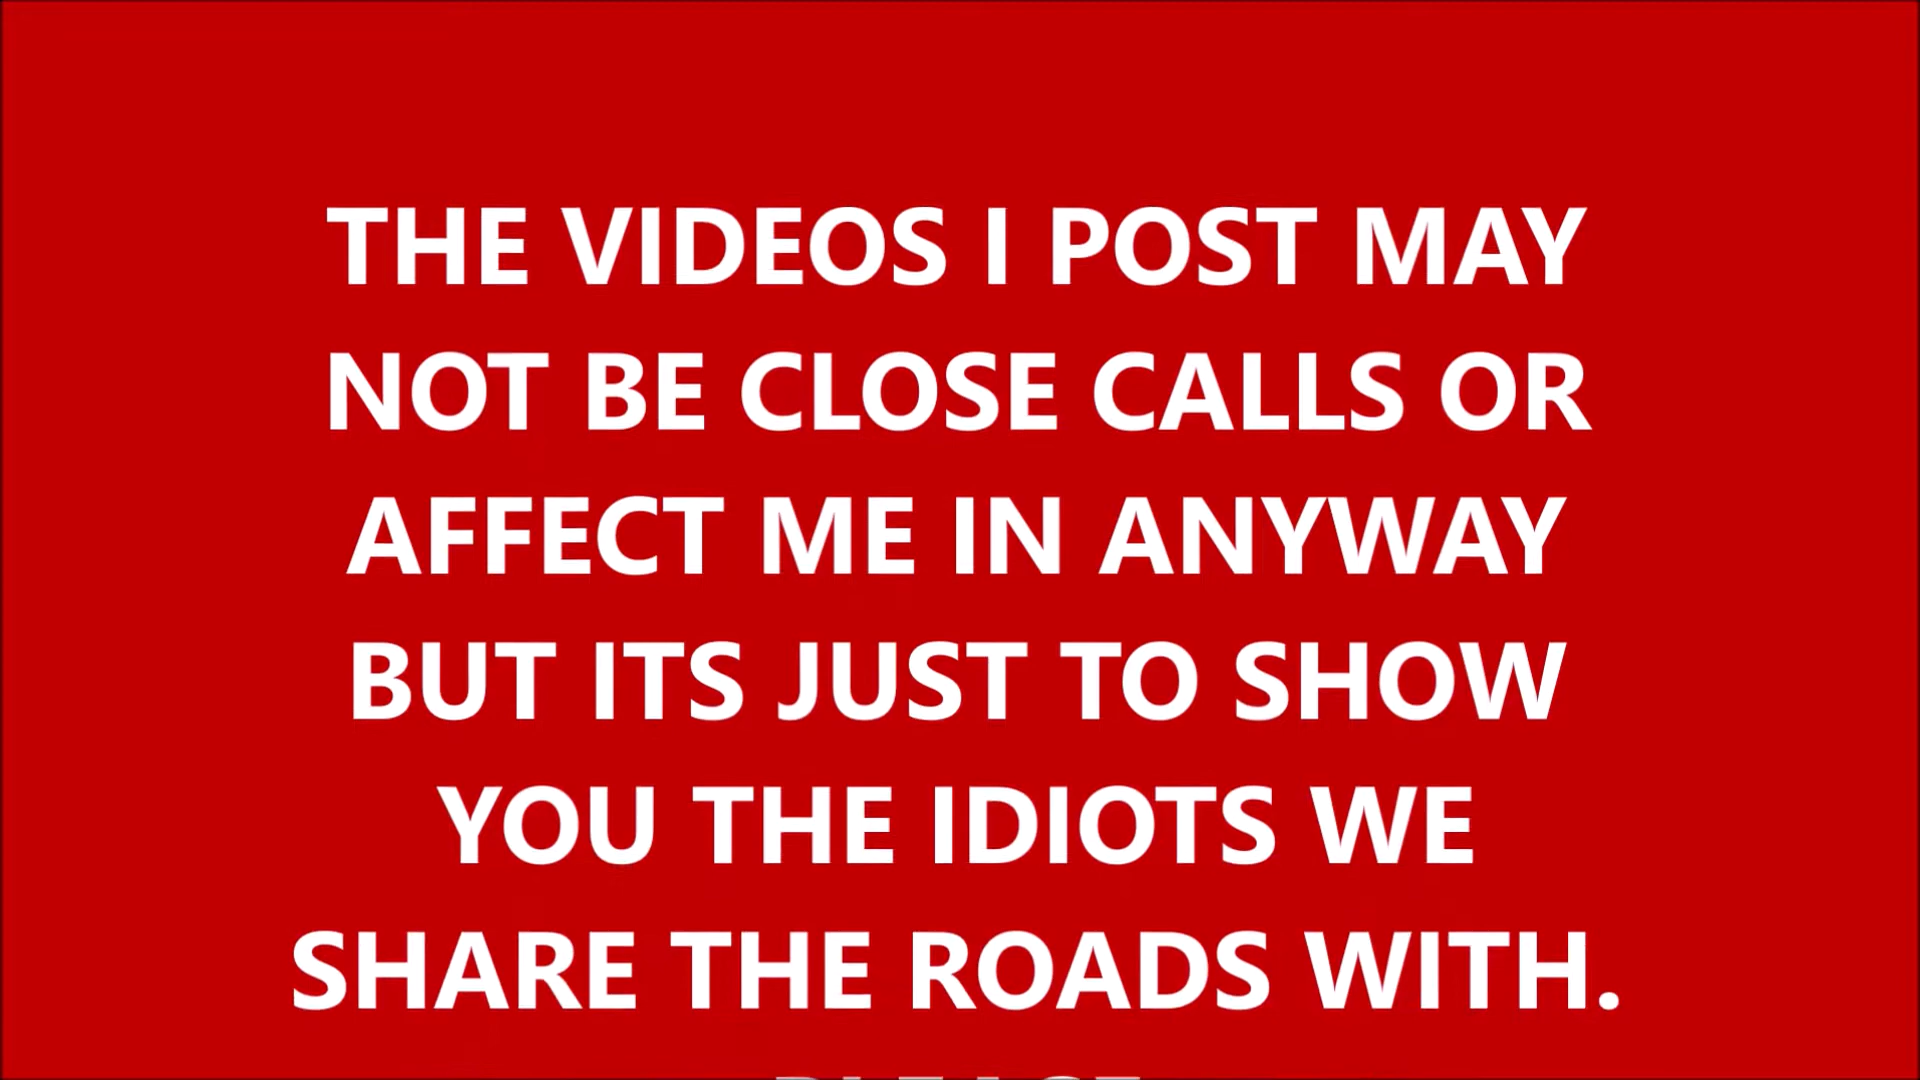 THE VIDEOS I POST MAY
NOT BE CLOSE CALLS OR
AFFECT ME IN ANYWAY
BUT ITS JUST TO SHOW
YOU THE IDIOTS WE
SHARE THE ROADS WITH.